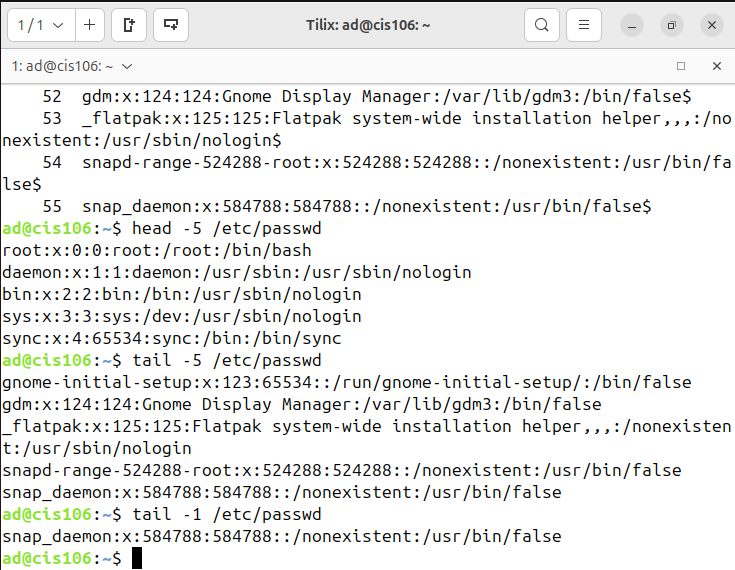 1 / 1
Tilix: ad@cis106: ~
1: ad@cis106: ~
52  gdm:x:124:124:Gnome Display Manager:/var/lib/gdm3:/bin/false$
53  _flatpak:x:125:125:Flatpak system-wide installation helper,,,:/no
nexistent:/usr/sbin/nologin$
54  snapd-range-524288-root:x:524288:524288::/nonexistent:/usr/bin/fa
lse$
55  snap_daemon:x:584788:584788::/nonexistent:/usr/bin/false$
ad@cis106:~$ head -5 /etc/passwd
root:x:0:0:root:/root:/bin/bash
daemon:x:1:1:daemon:/usr/sbin:/usr/sbin/nologin
bin:x:2:2:bin:/bin:/usr/sbin/nologin
sys:x:3:3:sys:/dev:/usr/sbin/nologin
sync:x:4:65534:sync:/bin:/bin/sync
ad@cis106:~$ tail -5 /etc/passwd
gnome-initial-setup:x:123:65534::/run/gnome-initial-setup/:/bin/false
gdm:x:124:124:Gnome Display Manager:/var/lib/gdm3:/bin/false
_flatpak:x:125:125:Flatpak system-wide installation helper,,,:/nonexisten
t:/usr/sbin/nologin
snapd-range-524288-root:x:524288:524288::/nonexistent:/usr/bin/false
snap_daemon:x:584788:584788::/nonexistent:/usr/bin/false
ad@cis106:~$ tail -1 /etc/passwd
snap_daemon:x:584788:584788::/nonexistent:/usr/bin/false
ad@cis106:~$